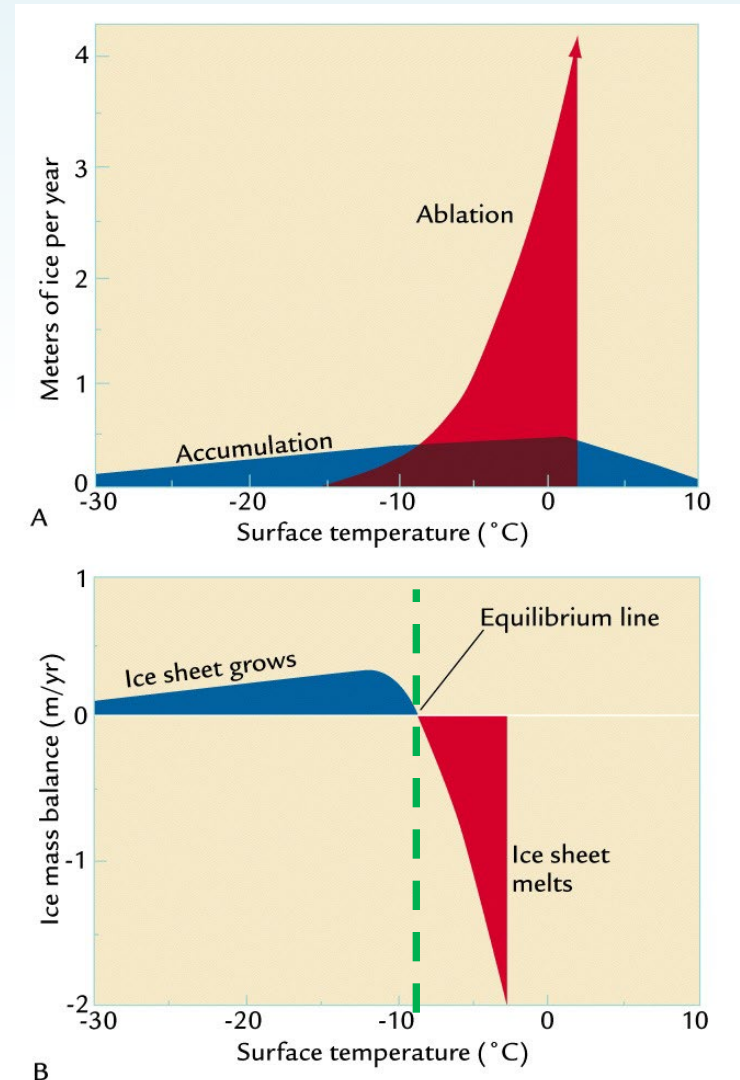 4
3
2
1
0
Meters of ice per year
Ablation
Accumulation
-30
-20
-10
0
10
Surface temperature (°C)
A
1
0
-1
-2
Ice mass balance (m/yr)
Ice sheet grows
Equilibrium line
Ice sheet
melts
-30
-20
-10
0
10
Surface temperature (°C)
B